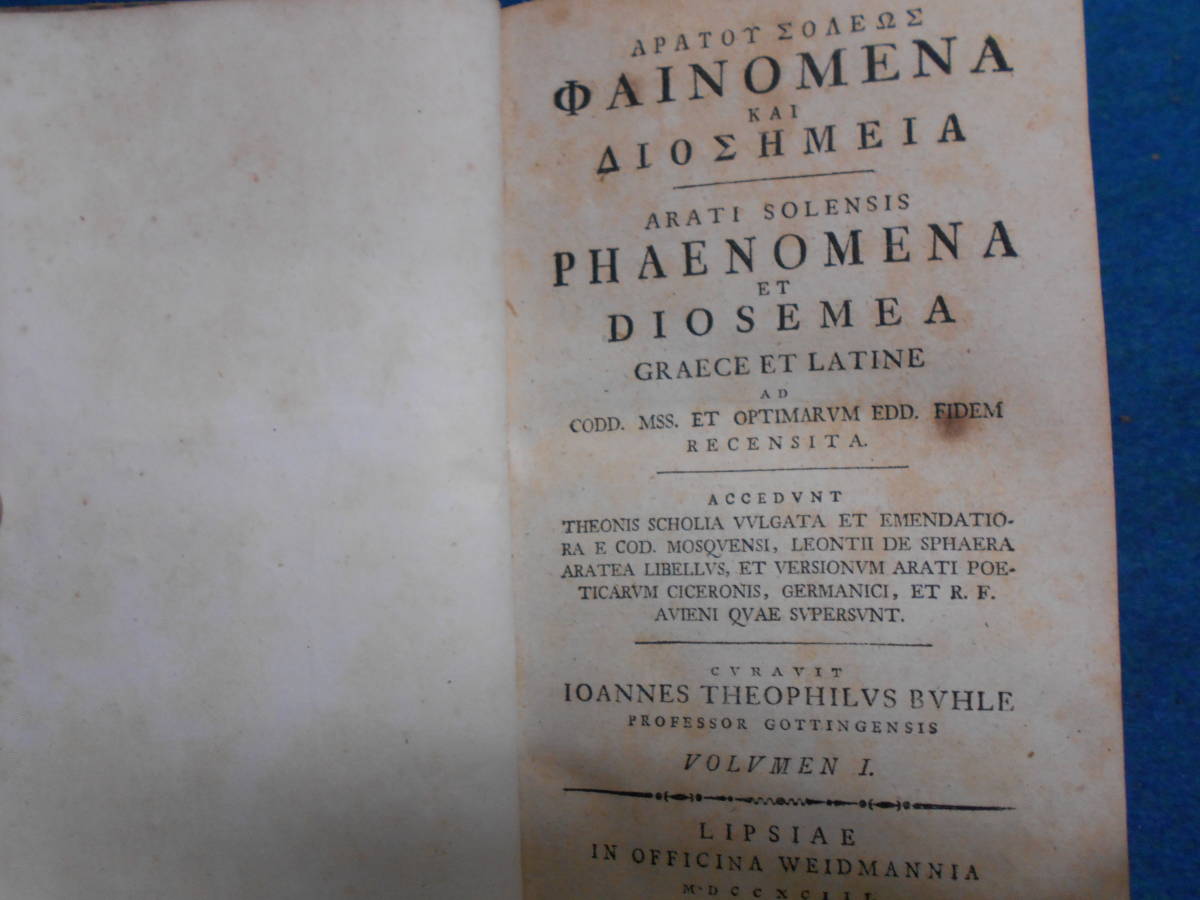 ΑΡΑΤΟΥ ΣΟΛΕΩΣ
ΦΑΙΝΟΜΕΝΑ
ΚΑΙ
ΔΙΟΣΗΜΕΙΑ
ARATI SOLENSIS
PHAENOMENA
ET
DIOSEMEA
GRAECE ET LATINE
AD
CODD. MSS. ET OPTIMARVM EDD. FIDEM
RECENSITA.
ACCEDVNT
THEONIS SCHOLIA VVLGATA ET EMENDATIO-
RA E COD. MOSQVENSI, LEONTII DE SPHAERA
ARATEA LIBELLVS, ET VERSIONVM ARATI POE-
TICARVM CICERONIS, GERMANICI, ET R. F.
AVIENI QVAE SVPERSVNT.
CVRAVIT
IOANNES THEOPHILVS BVHLE
PROFESSOR GOTTINGENSIS
VOLVMEN I.
LIPSIAE
IN OFFICINA WEIDMANNIA
MDCCXCIII.